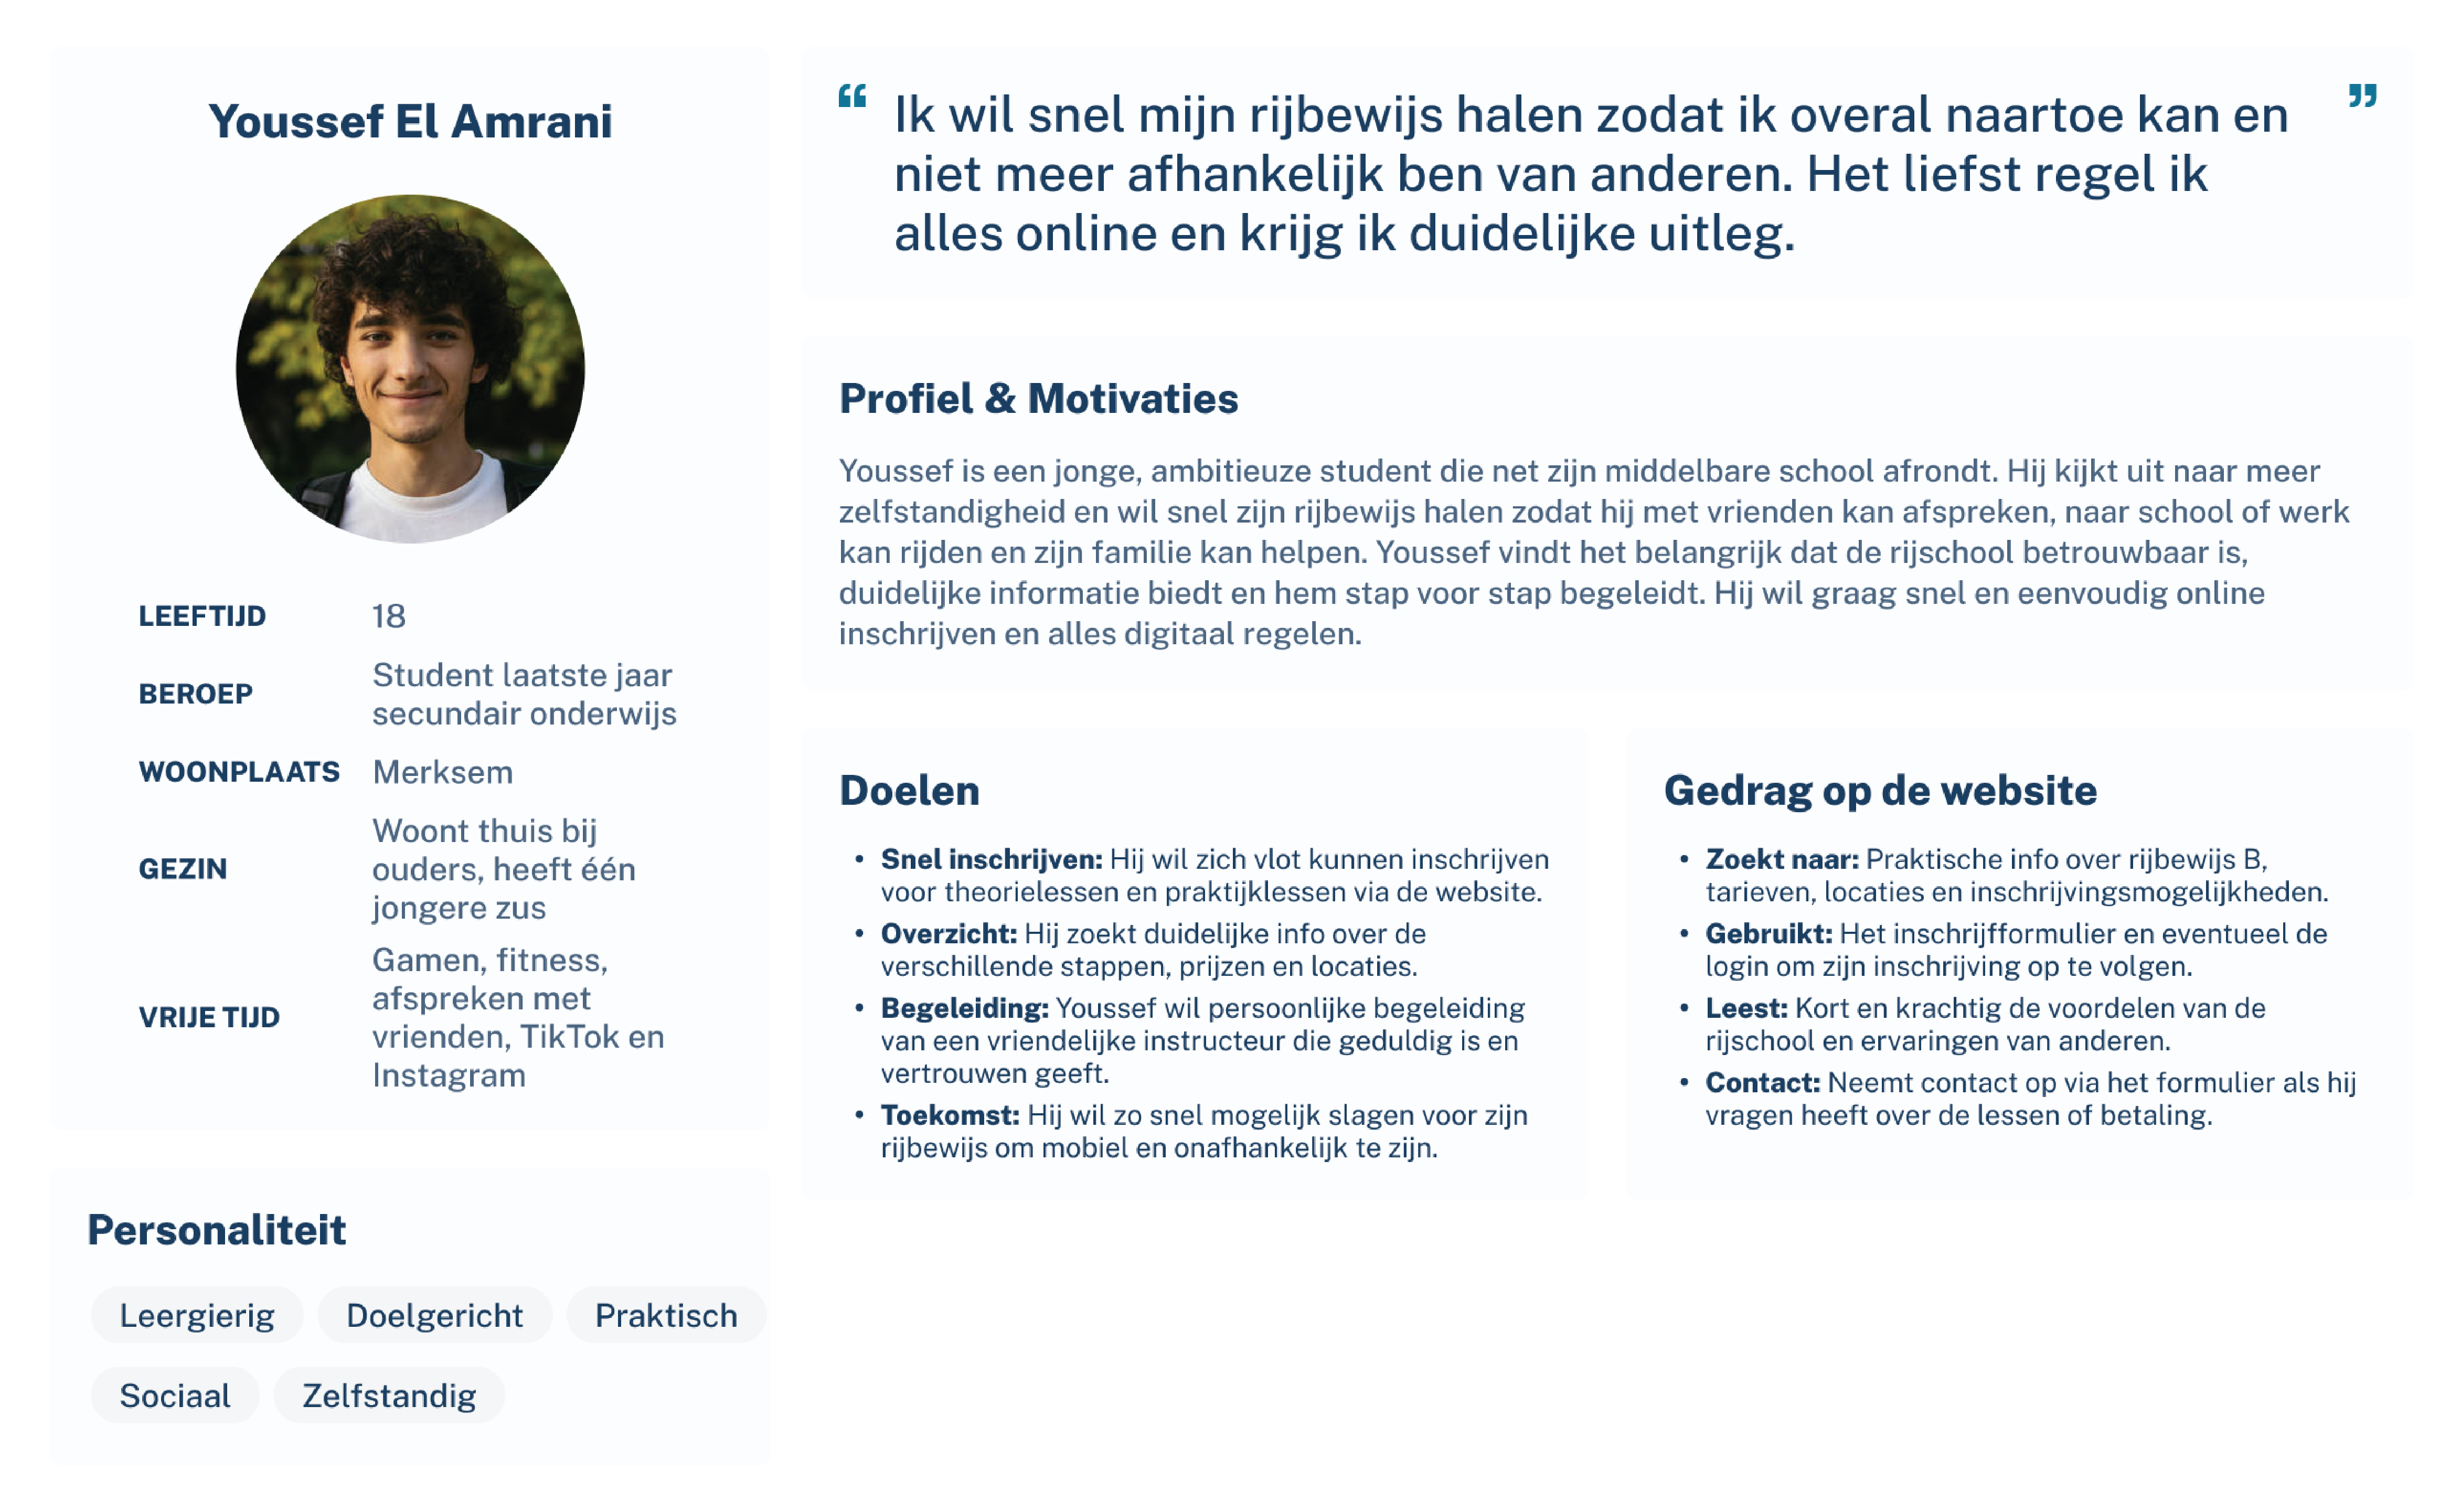 Youssef El Amrani
LEEFTIJD 18
BEROEP Student laatste jaar
secundair onderwijs
WOONPLAATS Merksem
GEZIN Woont thuis bij
ouders, heeft één
jongere zus
VRIJE TIJD Gamen, fitness,
afspreken met
vrienden, TikTok en
Instagram
Personaliteit
Leergierig Doelgericht Praktisch
Sociaal Zelfstandig
“ Ik wil snel mijn rijbewijs halen zodat ik overal naartoe kan en ”
niet meer afhankelijk ben van anderen. Het liefst regel ik
alles online en krijg ik duidelijke uitleg.
Profiel & Motivaties
Youssef is een jonge, ambitieuze student die net zijn middelbare school afrondt. Hij kijkt uit naar meer
zelfstandigheid en wil snel zijn rijbewijs halen zodat hij met vrienden kan afspreken, naar school of werk
kan rijden en zijn familie kan helpen. Youssef vindt het belangrijk dat de rijschool betrouwbaar is,
duidelijke informatie biedt en hem stap voor stap begeleidt. Hij wil graag snel en eenvoudig online
inschrijven en alles digitaal regelen.
Doelen
• Snel inschrijven: Hij wil zich vlot kunnen inschrijven
voor theorielessen en praktijklessen via de website.
• Overzicht: Hij zoekt duidelijke info over de
verschillende stappen, prijzen en locaties.
• Begeleiding: Youssef wil persoonlijke begeleiding
van een vriendelijke instructeur die geduldig is en
vertrouwen geeft.
• Toekomst: Hij wil zo snel mogelijk slagen voor zijn
rijbewijs om mobiel en onafhankelijk te zijn.
Gedrag op de website
• Zoekt naar: Praktische info over rijbewijs B,
tarieven, locaties en inschrijvingsmogelijkheden.
• Gebruikt: Het inschrijfformulier en eventueel de
login om zijn inschrijving op te volgen.
• Leest: Kort en krachtig de voordelen van de
rijschool en ervaringen van anderen.
• Contact: Neemt contact op via het formulier als hij
vragen heeft over de lessen of betaling.